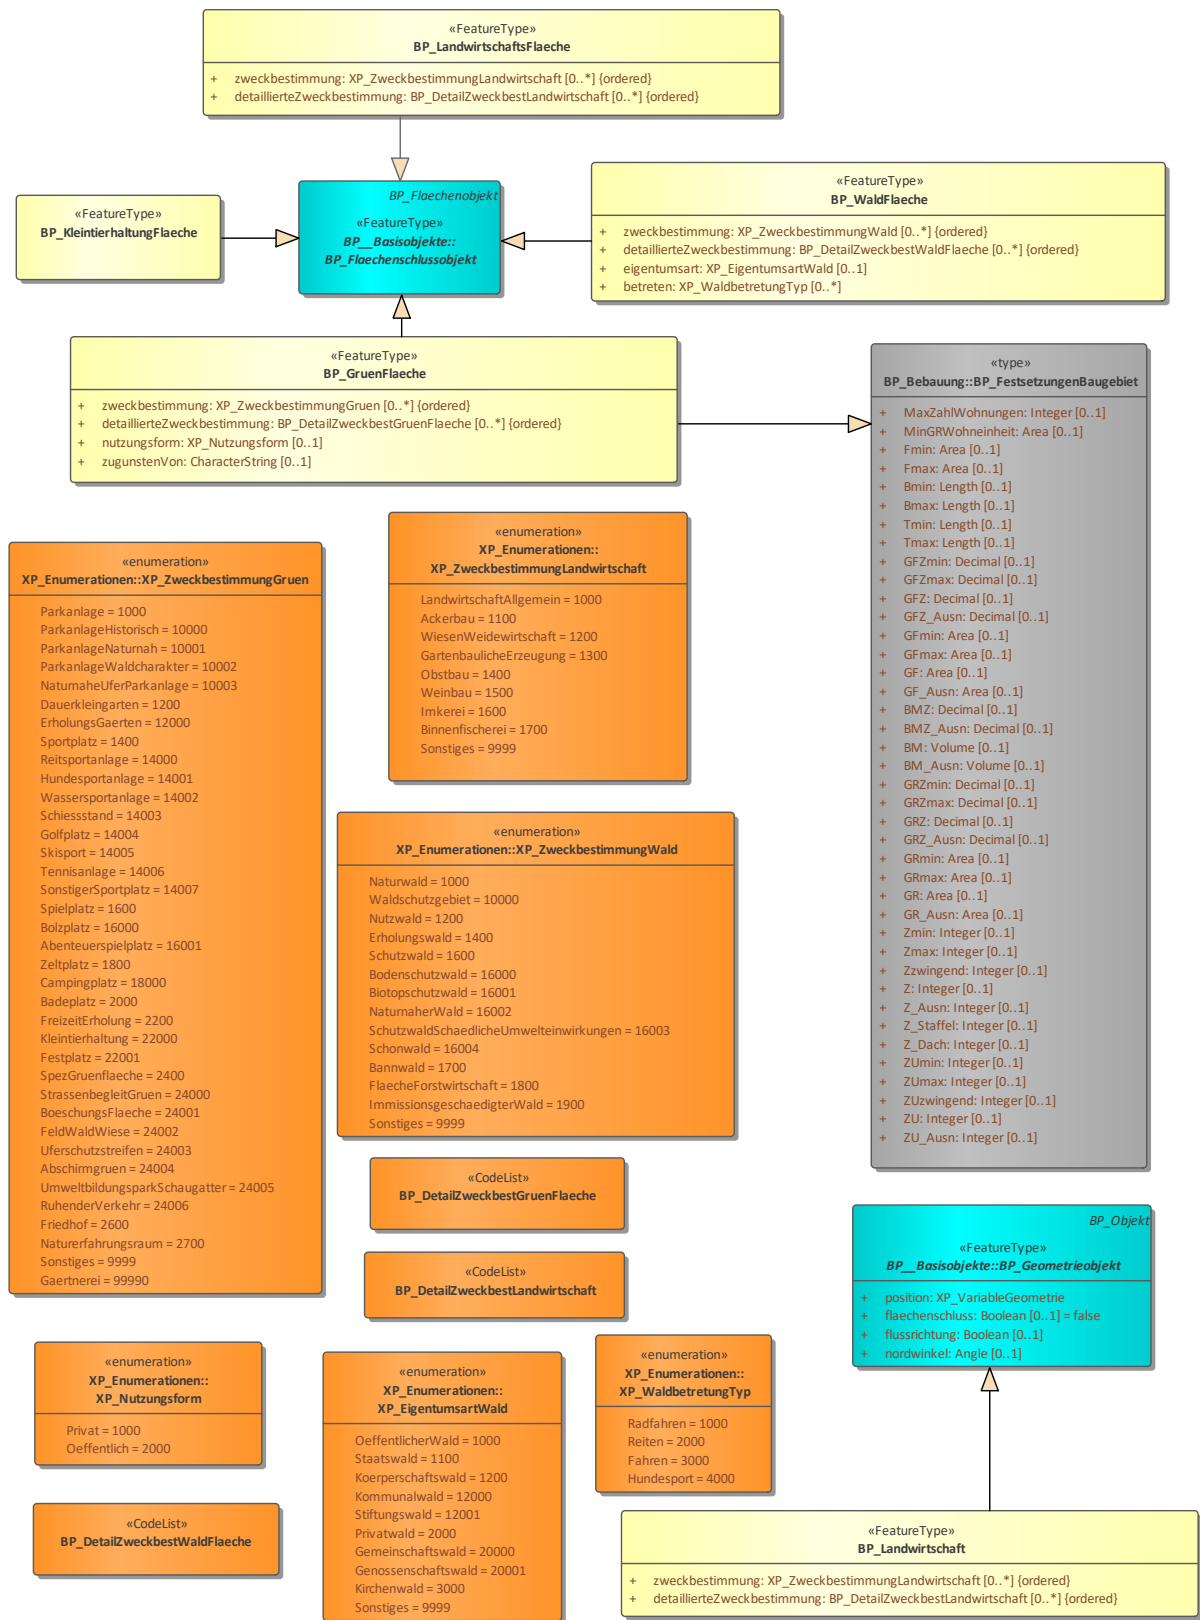 «FeatureType»
BP_LandwirtschaftsFlaeche
+ zweckbestimmung: XP_ZweckbestimmungLandwirtschaft [0..*] {ordered}
+ detaillierteZweckbestimmung: BP_DetailZweckbestLandwirtschaft [0..*] {ordered}
«FeatureType»
BP_KleintierhaltungFlaeche
BP_Flaechenobjekt
«FeatureType»
BP__Basisobjekte::
BP_Flaechenschlussobjekt
«FeatureType»
BP_WaldFlaeche
+ zweckbestimmung: XP_ZweckbestimmungWald [0..*] {ordered}
+ detaillierteZweckbestimmung: BP_DetailZweckbestWaldFlaeche [0..*] {ordered}
+ eigentumsart: XP_EigentumsartWald [0..1]
+ betreten: XP_WaldbetretungTyp [0..*]
«FeatureType»
BP_GruenFlaeche
+ zweckbestimmung: XP_ZweckbestimmungGruen [0..*] {ordered}
+ detaillierteZweckbestimmung: BP_DetailZweckbestGruenFlaeche [0..*] {ordered}
+ nutzungsform: XP_Nutzungsform [0..1]
+ zugunstenVon: CharacterString [0..1]
«type»
BP_Bebauung::BP_FestsetzungenBaugebiet
+ MaxZahlWohnungen: Integer [0..1]
+ MinGRWohneinheit: Area [0..1]
+ Fmin: Area [0..1]
+ Fmax: Area [0..1]
+ Bmin: Length [0..1]
+ Bmax: Length [0..1]
+ Tmin: Length [0..1]
+ Tmax: Length [0..1]
+ GFZmin: Decimal [0..1]
+ GFZmax: Decimal [0..1]
+ GFZ: Decimal [0..1]
+ GFZ_Ausn: Decimal [0..1]
+ GFmin: Area [0..1]
+ GFmax: Area [0..1]
+ GF: Area [0..1]
+ GF_Ausn: Area [0..1]
+ BMZ: Decimal [0..1]
+ BMZ_Ausn: Decimal [0..1]
+ BM: Volume [0..1]
+ BM_Ausn: Volume [0..1]
+ GRZmin: Decimal [0..1]
+ GRZmax: Decimal [0..1]
+ GRZ: Decimal [0..1]
+ GRZ_Ausn: Decimal [0..1]
+ GRmin: Area [0..1]
+ GRmax: Area [0..1]
+ GR: Area [0..1]
+ GR_Ausn: Area [0..1]
+ Zmin: Integer [0..1]
+ Zmax: Integer [0..1]
+ Zzwingend: Integer [0..1]
+ Z: Integer [0..1]
+ Z_Ausn: Integer [0..1]
+ Z_Staffel: Integer [0..1]
+ Z_Dach: Integer [0..1]
+ ZUmin: Integer [0..1]
+ ZUmax: Integer [0..1]
+ ZUzwingend: Integer [0..1]
+ ZU: Integer [0..1]
+ ZU_Ausn: Integer [0..1]
«enumeration»
XP_Enumerationen::XP_ZweckbestimmungGruen
Parkanlage = 1000
ParkanlageHistorisch = 10000
ParkanlageNaturnah = 10001
ParkanlageWaldcharakter = 10002
NaturnaheUferParkanlage = 10003
Dauerkleingarten = 1200
ErholungsGaerten = 12000
Sportplatz = 1400
Reitsportanlage = 14000
Hundesportanlage = 14001
Wassersportanlage = 14002
Schiessstand = 14003
Golfplatz = 14004
Skisport = 14005
Tennisanlage = 14006
SonstigerSportplatz = 14007
Spielplatz = 1600
Bolzplatz = 16000
Abenteuerspielplatz = 16001
Zeltplatz = 1800
Campingplatz = 18000
Badeplatz = 2000
FreizeitErholung = 2200
Kleintierhaltung = 22000
Festplatz = 22001
SpezGruenflaeche = 2400
StrassenbegleitGruen = 24000
BoeschungsFlaeche = 24001
FeldWaldWiese = 24002
Uferschutzstreifen = 24003
Abschirmgruen = 24004
UmweltbildungsparkSchaugatter = 24005
RuhenderVerkehr = 24006
Friedhof = 2600
Naturerfahrungsraum = 2700
Sonstiges = 9999
Gaertnerei = 99990
«enumeration»
XP_Enumerationen::
XP_ZweckbestimmungLandwirtschaft
LandwirtschaftAllgemein = 1000
Ackerbau = 1100
WiesenWeidewirtschaft = 1200
GartenbaulicheErzeugung = 1300
Obstbau = 1400
Weinbau = 1500
Imkerei = 1600
Binnenfischerei = 1700
Sonstiges = 9999
«enumeration»
XP_Enumerationen::XP_ZweckbestimmungWald
Naturwald = 1000
Waldschutzgebiet = 10000
Nutzwald = 1200
Erholungswald = 1400
Schutzwald = 1600
Bodenschutzwald = 16000
Biotopschutzwald = 16001
NaturnaherWald = 16002
SchutzwaldSchaedlicheUmwelteinwirkungen = 16003
Schonwald = 16004
Bannwald = 1700
FlaecheForstwirtschaft = 1800
ImmissionsgeschaedigterWald = 1900
Sonstiges = 9999
«CodeList»
BP_DetailZweckbestGruenFlaeche
«CodeList»
BP_DetailZweckbestLandwirtschaft
BP_Objekt
«FeatureType»
BP__Basisobjekte::BP_Geometrieobjekt
+ position: XP_VariableGeometrie
+ flaechenschluss: Boolean [0..1] = false
+ flussrichtung: Boolean [0..1]
+ nordwinkel: Angle [0..1]
«enumeration»
XP_Enumerationen::
XP_Nutzungsform
Privat = 1000
Oeffentlich = 2000
«enumeration»
XP_Enumerationen::
XP_EigentumsartWald
OeffentlicherWald = 1000
Staatswald = 1100
Koerperschaftswald = 1200
Kommunalwald = 12000
Stiftungswald = 12001
Privatwald = 2000
Gemeinschaftswald = 20000
Genossenschaftswald = 20001
Kirchenwald = 3000
Sonstiges = 9999
«enumeration»
XP_Enumerationen::
XP_WaldbetretungTyp
Radfahren = 1000
Reiten = 2000
Fahren = 3000
Hundesport = 4000
«CodeList»
BP_DetailZweckbestWaldFlaeche
«FeatureType»
BP_Landwirtschaft
+ zweckbestimmung: XP_ZweckbestimmungLandwirtschaft [0..*] {ordered}
+ detaillierteZweckbestimmung: BP_DetailZweckbestLandwirtschaft [0..*] {ordered}